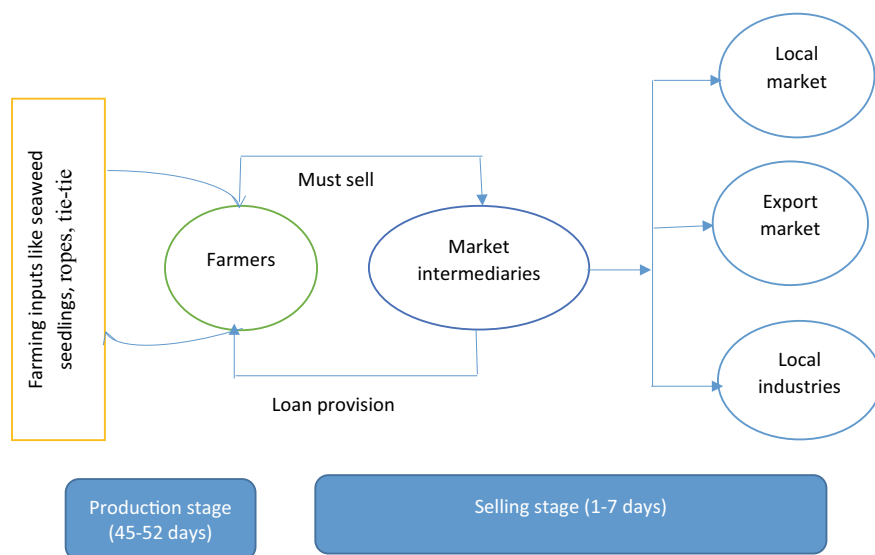 Farming inputs like seaweed
seedlings, ropes, tie-tie
Farmers
Must sell
Loan provision
Market
intermediaries
Local
market
Export
market
Local
industries
Production stage
(45-52 days)
Selling stage (1-7 days)